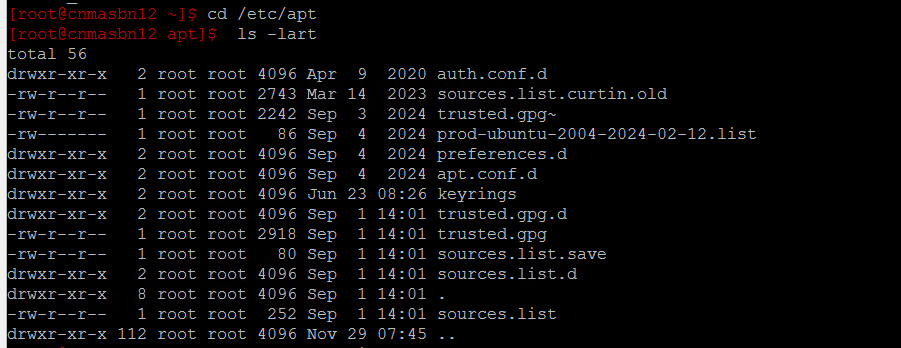 [root@cnmasbn12 ~]$ cd /etc/apt
[root@cnmasbn12 apt]$  ls -lart
total 56
drwxr-xr-x   2 root root 4096 Apr  9  2020 auth.conf.d
-rw-r--r--   1 root root 2743 Mar 14  2023 sources.list.curtin.old
-rw-r--r--   1 root root 2242 Sep  3  2024 trusted.gpg~
-rw-------   1 root root   86 Sep  4  2024 prod-ubuntu-2004-2024-02-12.list
drwxr-xr-x   2 root root 4096 Sep  4  2024 preferences.d
drwxr-xr-x   2 root root 4096 Sep  4  2024 apt.conf.d
drwxr-xr-x   2 root root 4096 Jun 23 08:26 keyrings
drwxr-xr-x   2 root root 4096 Sep  1 14:01 trusted.gpg.d
-rw-r--r--   1 root root 2918 Sep  1 14:01 trusted.gpg
-rw-r--r--   1 root root   80 Sep  1 14:01 sources.list.save
drwxr-xr-x   2 root root 4096 Sep  1 14:01 sources.list.d
drwxr-xr-x   8 root root 4096 Sep  1 14:01 .
-rw-r--r--   1 root root  252 Sep  1 14:01 sources.list
drwxr-xr-x 112 root root 4096 Nov 29 07:45 ..